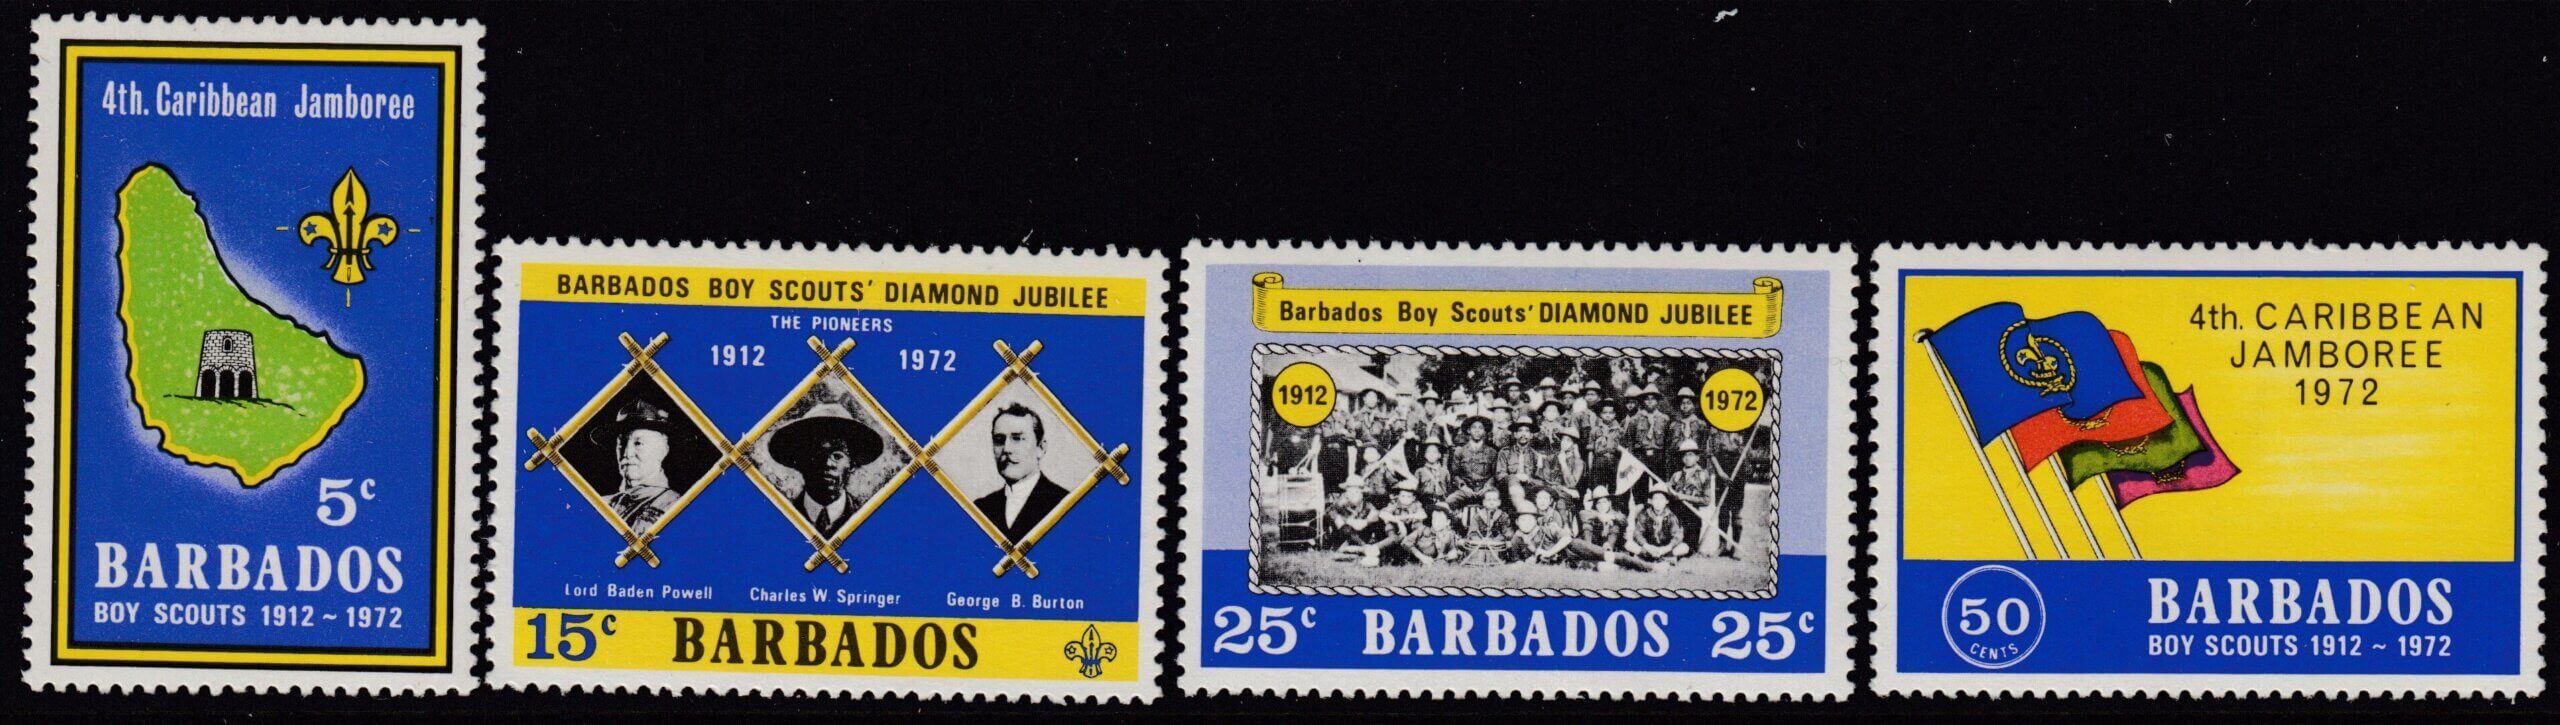 4th. Caribbean Jamboree
5c
BARBADOS
BOY SCOUTS 1912 ~ 1972
BARBADOS BOY SCOUTS' DIAMOND JUBILEE
THE PIONEERS
1912 1972
Lord Baden Powell Charles W. Springer George B. Burton
15c BARBADOS
Barbados Boy Scouts' DIAMOND JUBILEE
1912 1972
25c BARBADOS 25c
4th. CARIBBEAN
JAMBOREE
1972
50
CENTS
BARBADOS
BOY SCOUTS 1912 ~ 1972